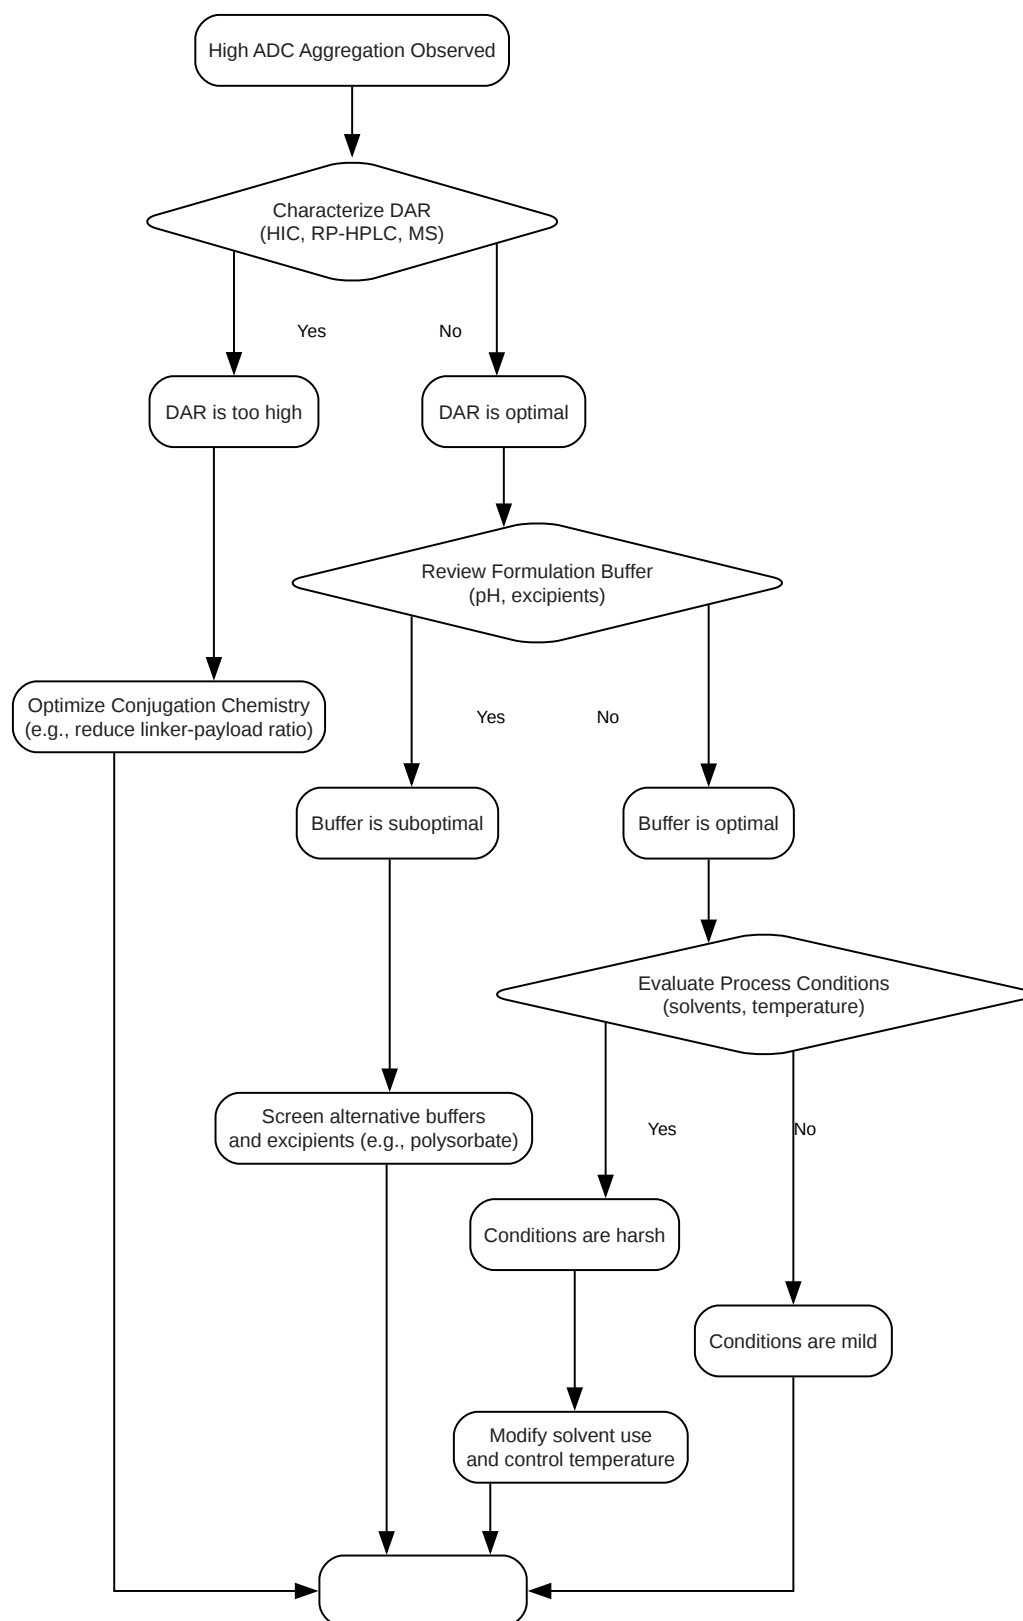 High ADC Aggregation Observed
Characterize DAR
(HIC, RP-HPLC, MS)
Yes
No
DAR is too high
DAR is optimal
Review Formulation Buffer
(pH, excipients)
Optimize Conjugation Chemistry
(e.g., reduce linker-payload ratio)
Yes
No
Buffer is suboptimal
Buffer is optimal
Evaluate Process Conditions
(solvents, temperature)
Screen alternative buffers
and excipients (e.g., polysorbate)
Yes
No
Conditions are harsh
Conditions are mild
Modify solvent use
and control temperature